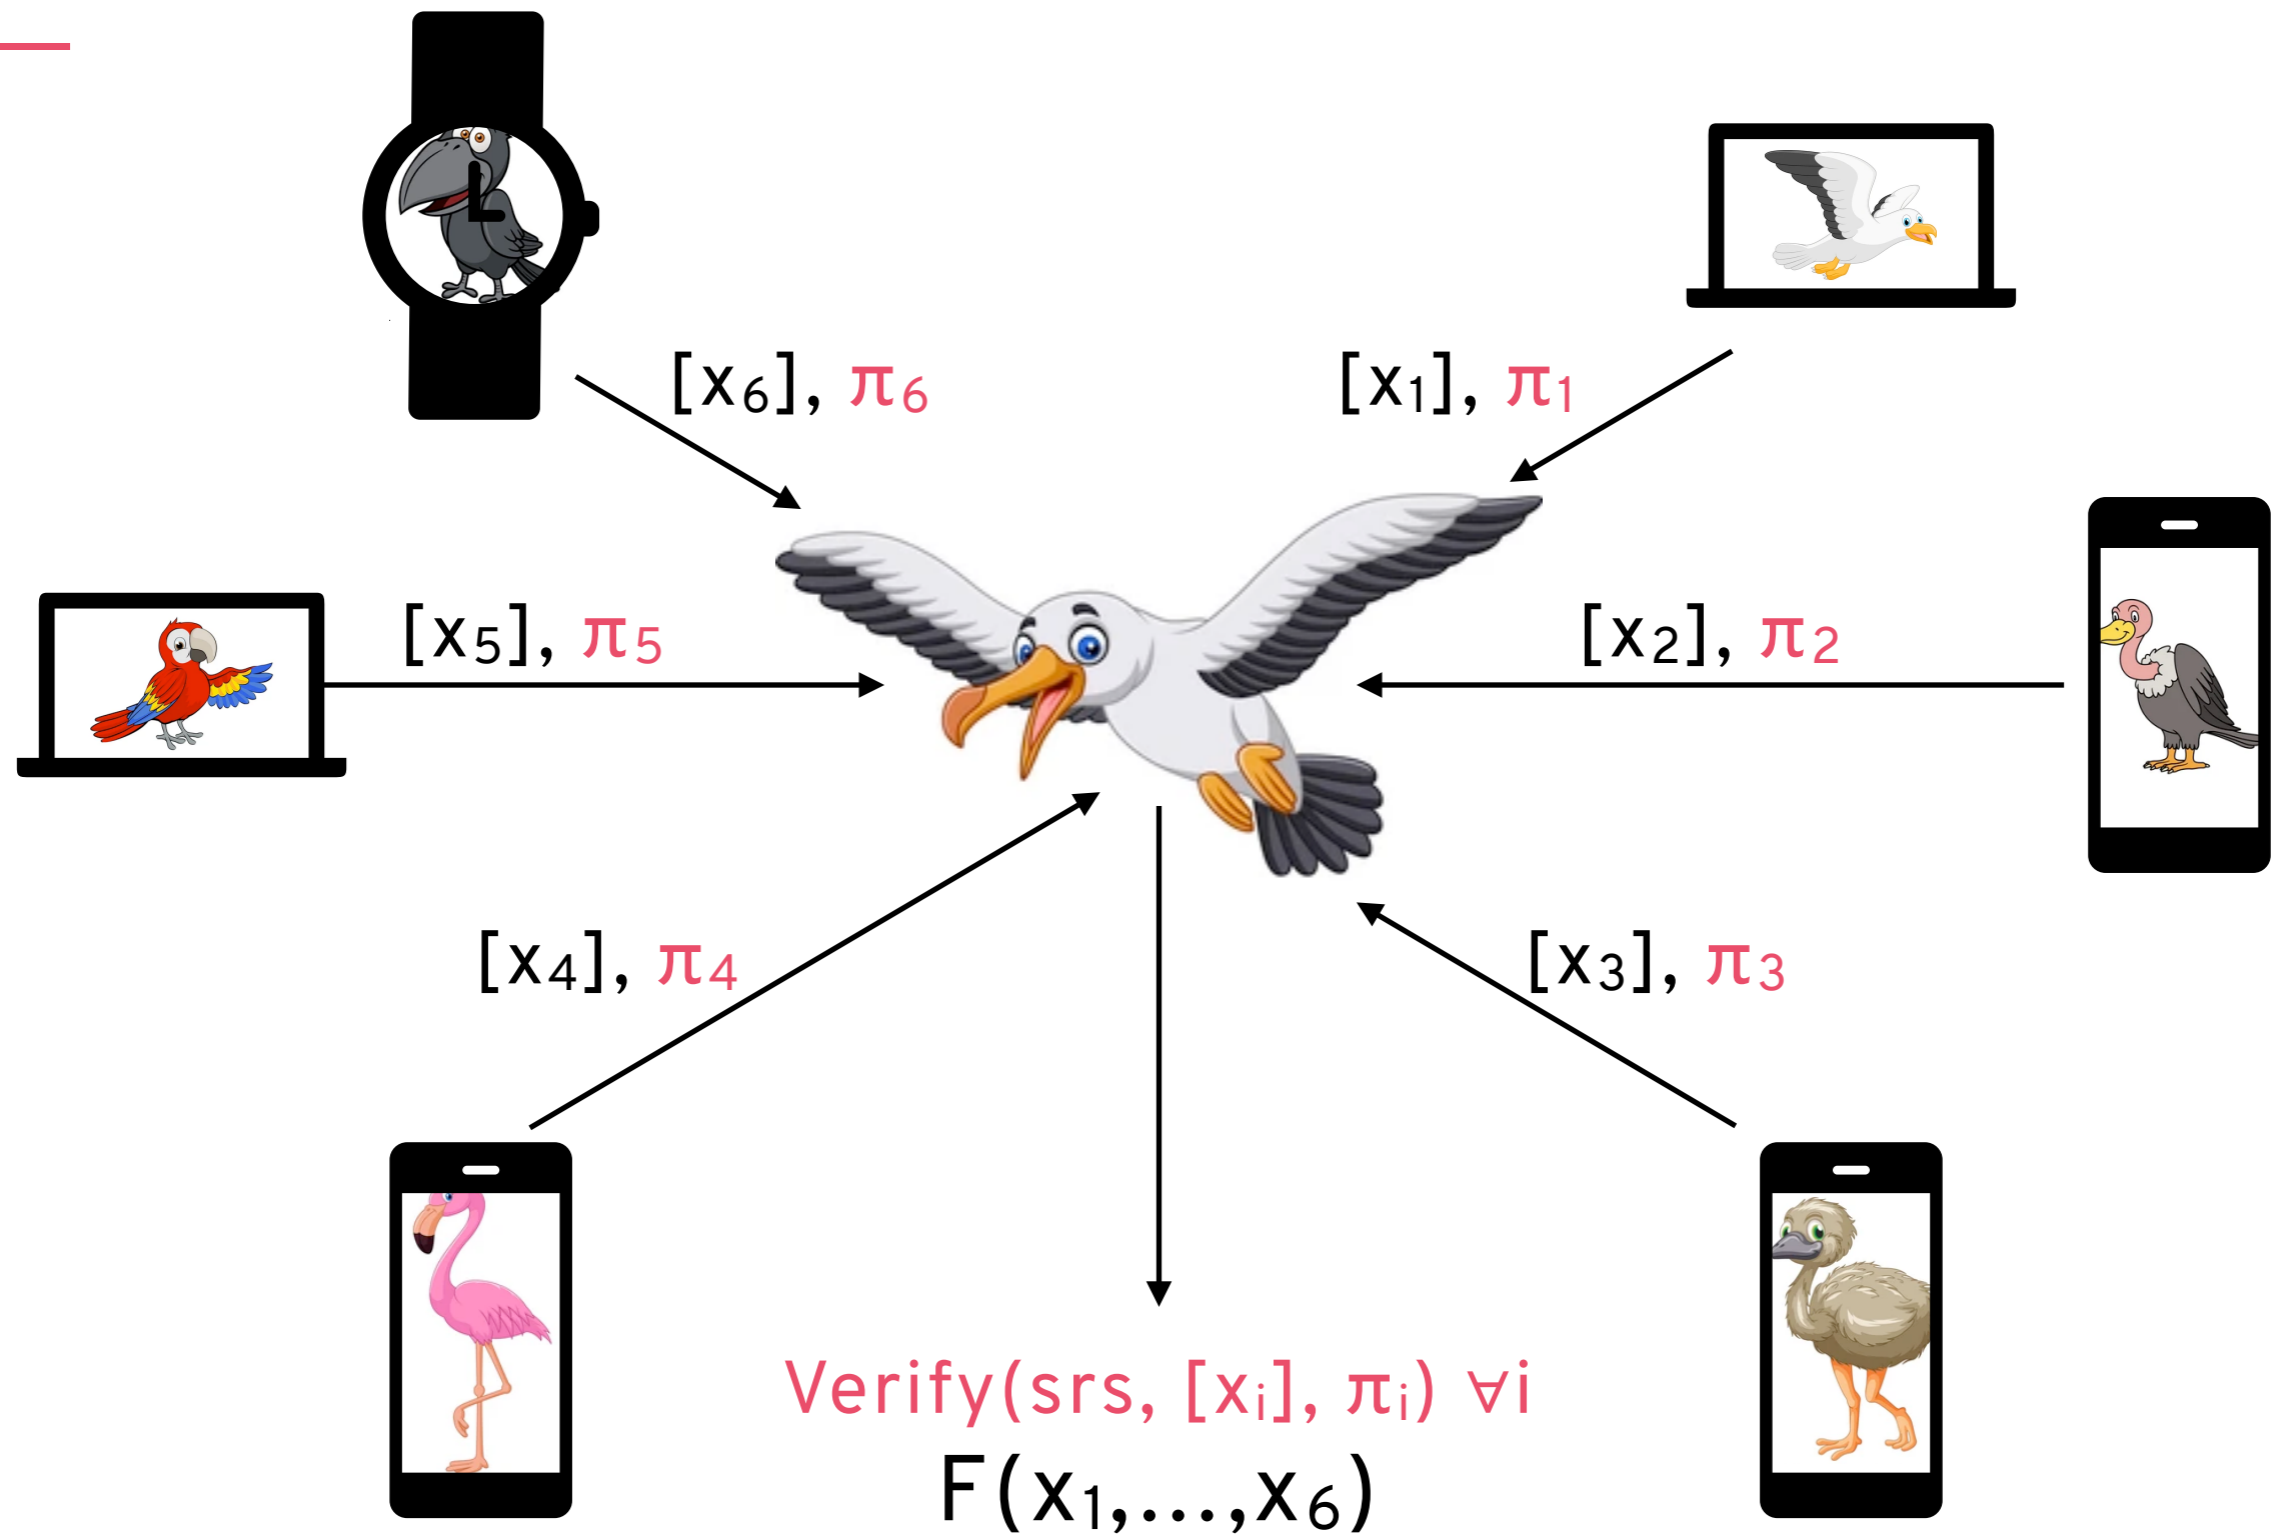 [x₆], π₆
[x₁], π₁
[x₅], π₅
[x₂], π₂
[x₄], π₄
[x₃], π₃
Verify(srs, [xᵢ], πᵢ) ∀i
F(x₁,...,x₆)